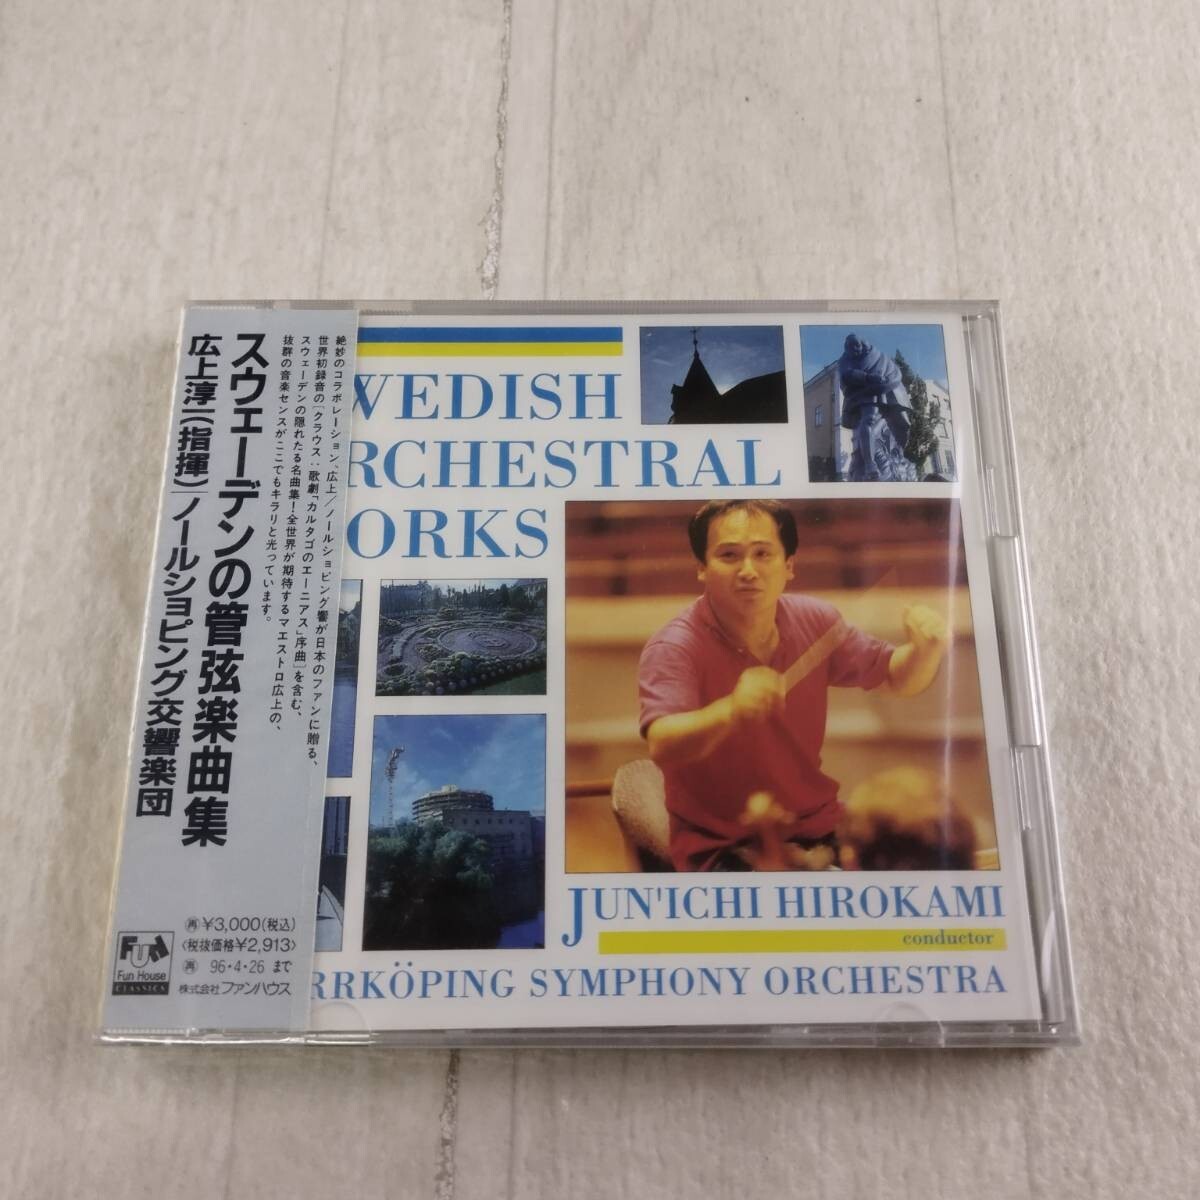 スウェーデンの管弦楽曲集
広上淳一(指揮)/ノールショピング交響楽団
絶妙のコラボレーション、広上/ノールショピング響が日本のファンに贈る、
世界初録音の[クラウス:歌劇「カルタゴのエーニアス」序曲]を含む、
スウェーデンの隠れたる名曲集!全世界が期待するマエストロ広上の、
抜群の音楽センスがここでもキラリと光っています。
再¥3,000(税込)
〈税抜価格¥2,913〉
再 96・4・26 まで
株式会社ファンハウス
FUN
Fun House
CLASSICS
WEDISH
RCHESTRAL
ORKS
JUN'ICHI HIROKAMI
conductor
RRKÖPING SYMPHONY ORCHESTRA